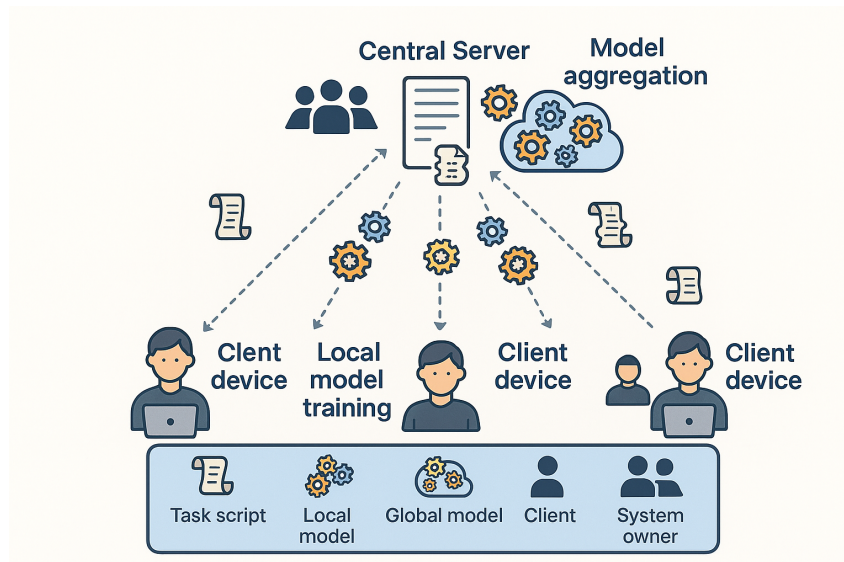 Central Server
Model
aggregation
Clent
device
Local
model
training
Client
device
Client
device
Task script
Local
model
Global model
Client
System
owner